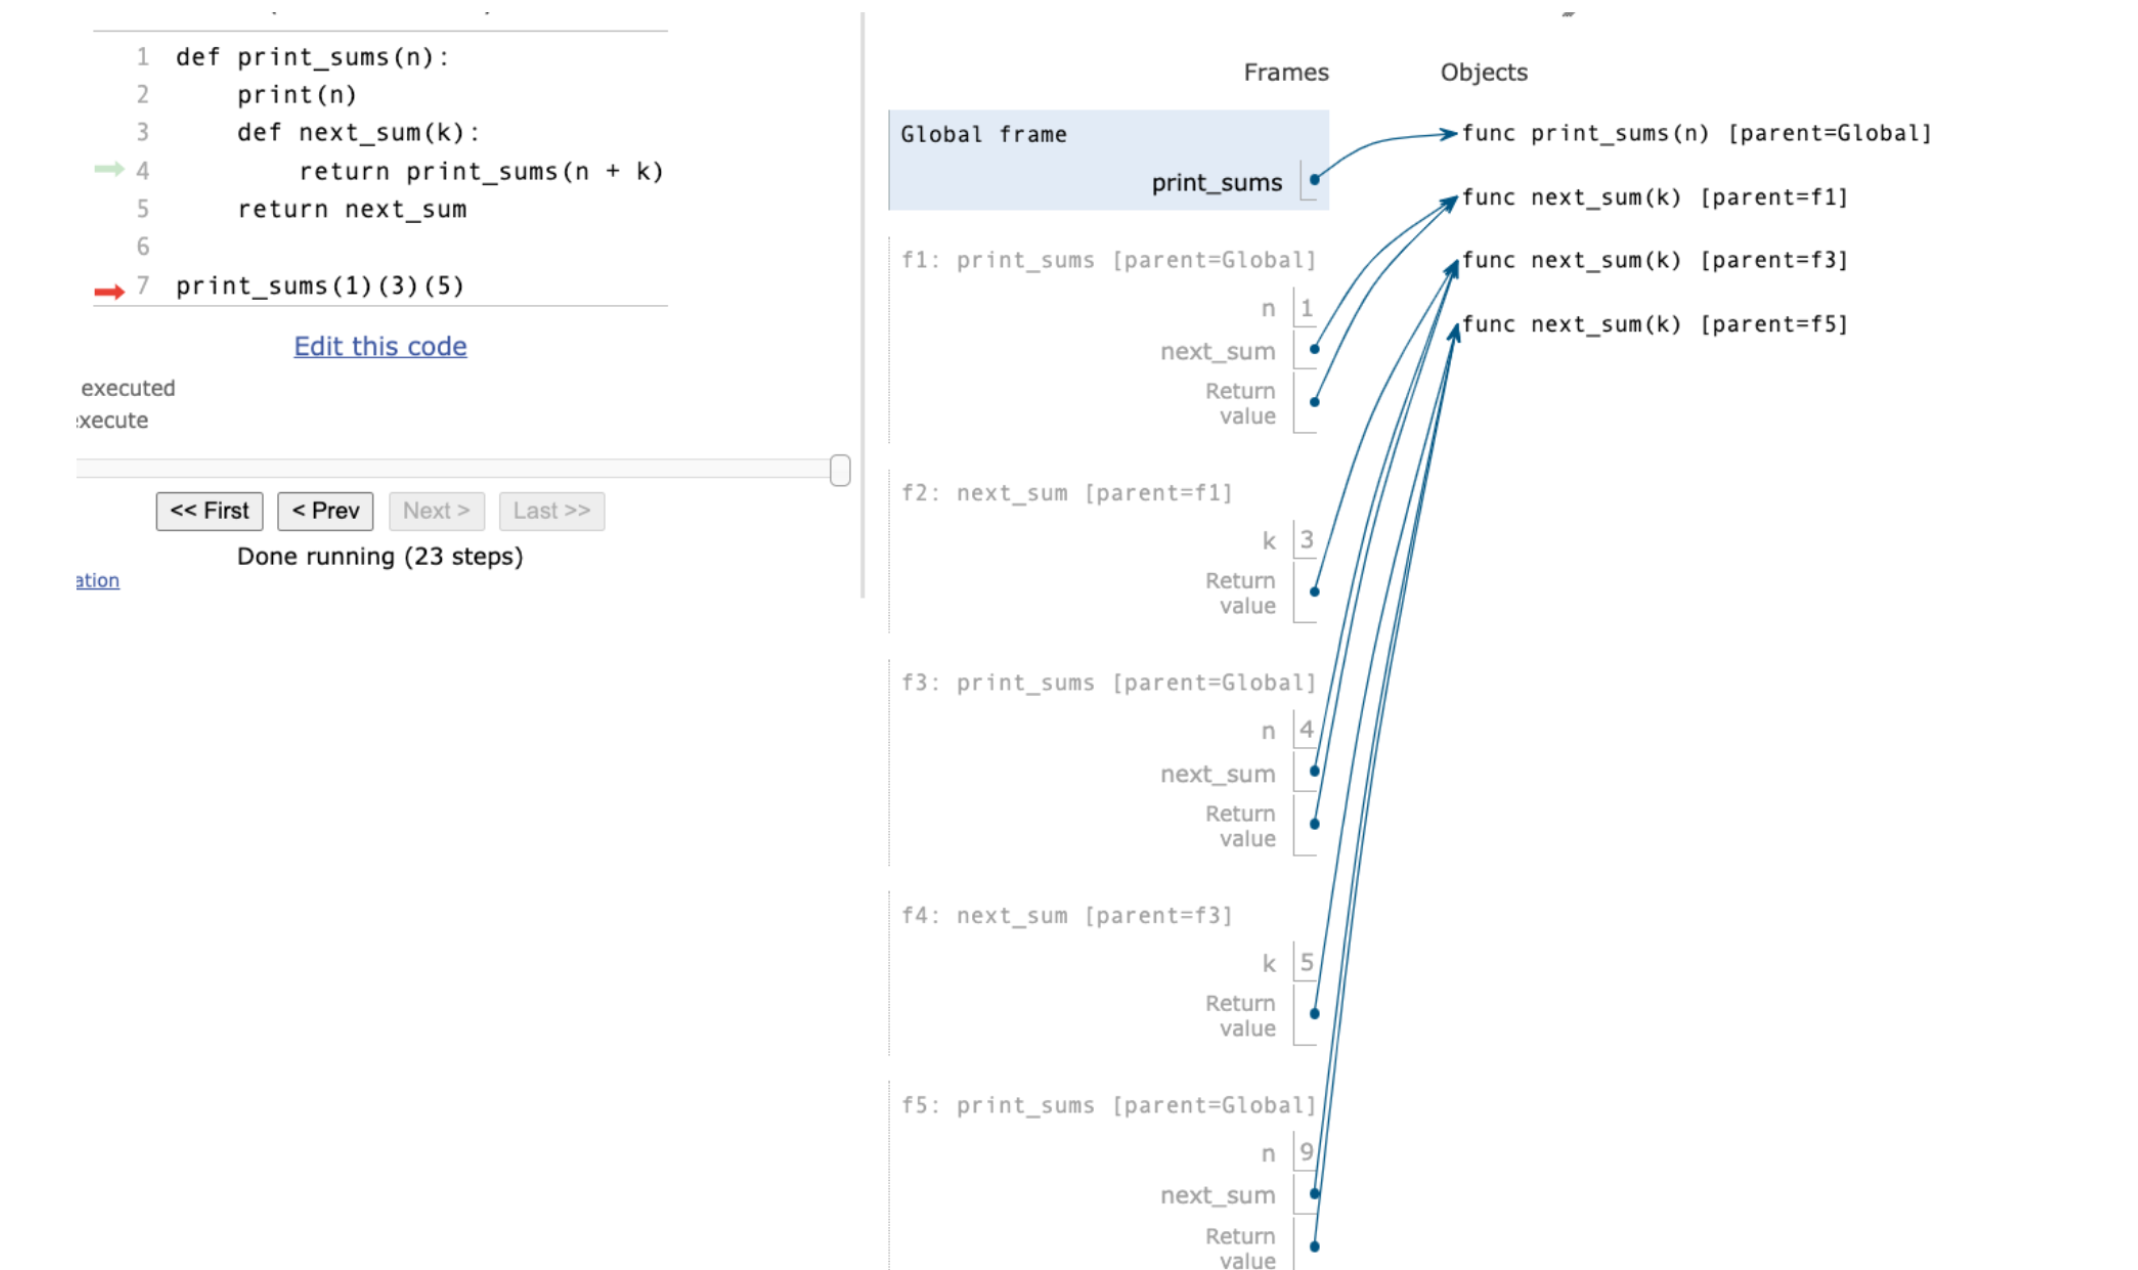 1 def print_sums(n):
2     print(n)
3     def next_sum(k):
4         return print_sums(n + k)
5     return next_sum
6
7 print_sums(1)(3)(5)
Edit this code
executed
execute
<< First < Prev Next > Last >>
Done running (23 steps)
ation
Frames Objects
Global frame
print_sums
func print_sums(n) [parent=Global]
func next_sum(k) [parent=f1]
func next_sum(k) [parent=f3]
func next_sum(k) [parent=f5]
f1: print_sums [parent=Global]
n 1
next_sum
Return
value
f2: next_sum [parent=f1]
k 3
Return
value
f3: print_sums [parent=Global]
n 4
next_sum
Return
value
f4: next_sum [parent=f3]
k 5
Return
value
f5: print_sums [parent=Global]
n 9
next_sum
Return
value